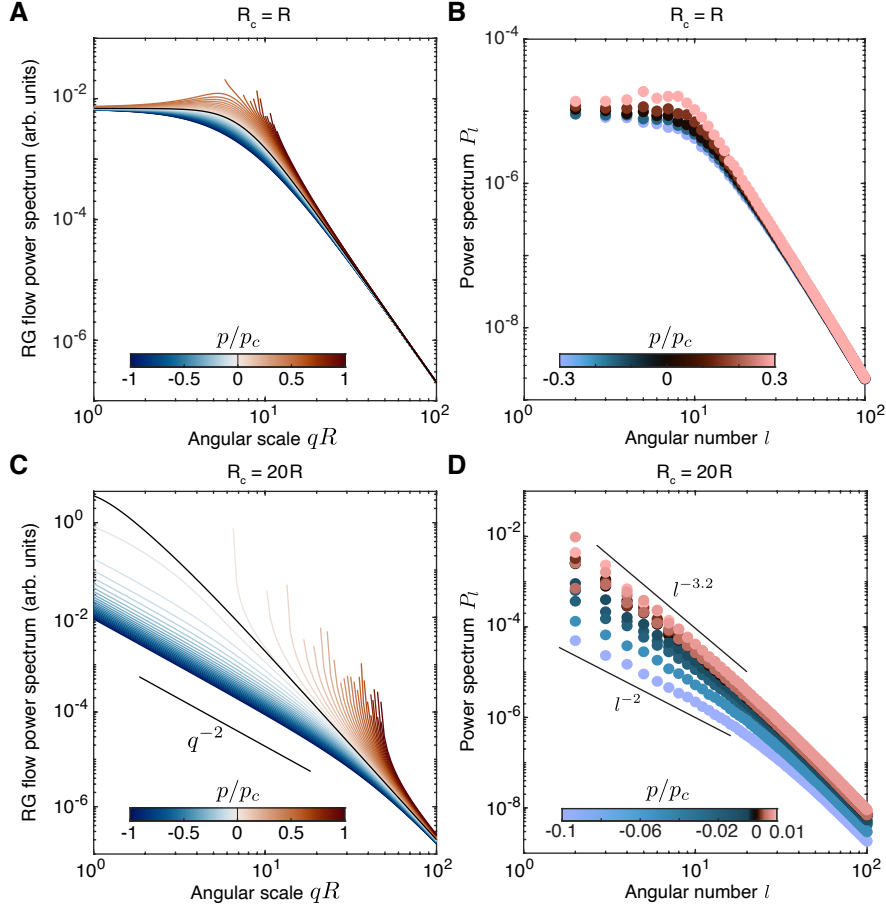 A
R_c = R
RG flow power spectrum (arb. units)
10^-2
10^-4
10^-6
p/p_c
-1 -0.5 0 0.5 1
10^0 10^1 10^2
Angular scale qR
B
R_c = R
Power spectrum P_l
10^-4
10^-6
10^-8
p/p_c
-0.3 0 0.3
10^0 10^1 10^2
Angular number l
C
R_c = 20R
RG flow power spectrum (arb. units)
10^0
10^-2
10^-4
10^-6
q^-2
p/p_c
-1 -0.5 0 0.5 1
10^0 10^1 10^2
Angular scale qR
D
R_c = 20R
Power spectrum P_l
10^-2
10^-4
10^-6
10^-8
l^-3.2
l^-2
p/p_c
-0.1 -0.06 -0.02 0 0.01
10^0 10^1 10^2
Angular number l